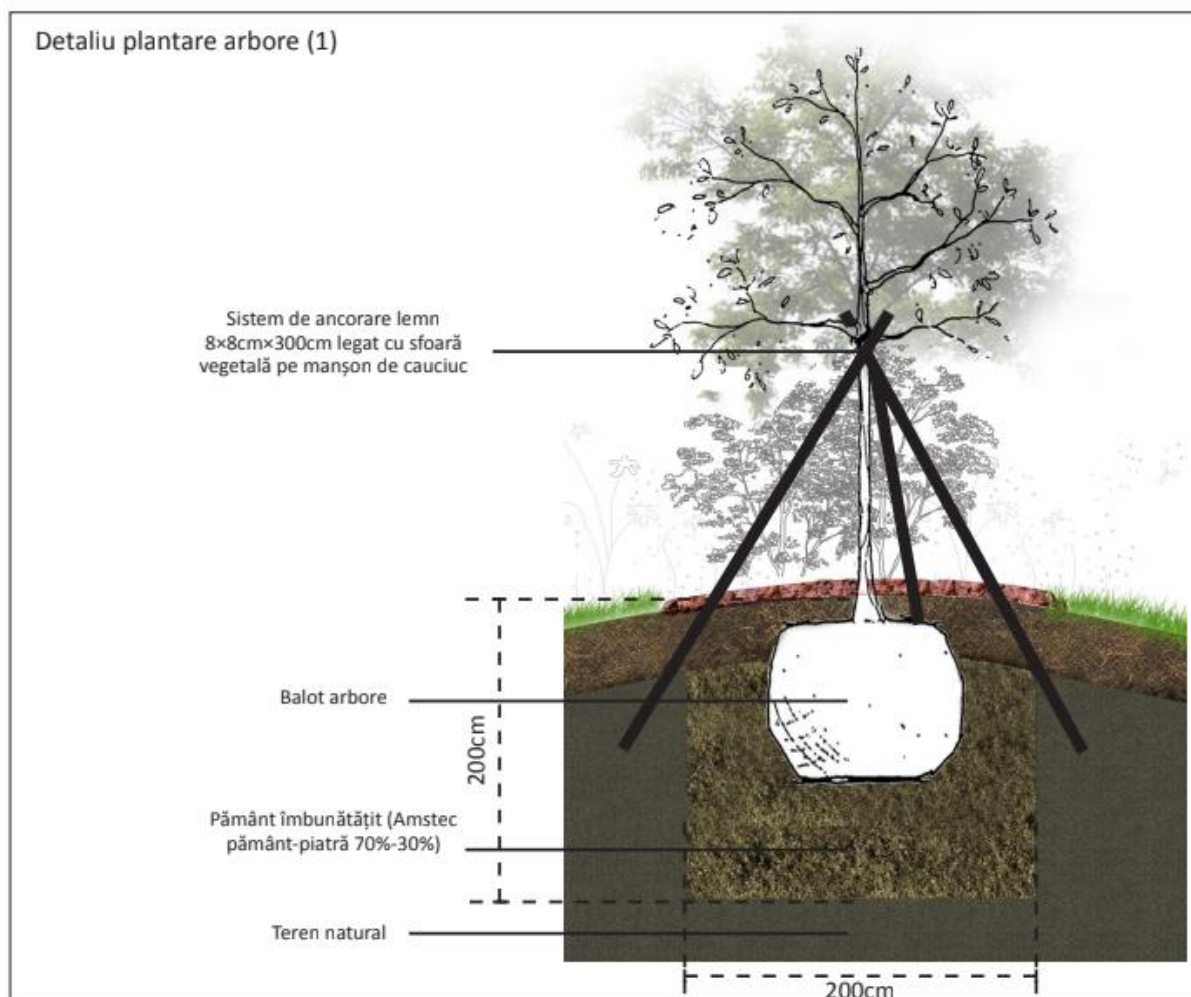 Detaliu plantare arbore (1)
Sistem de ancorare lemn
8×8cm×300cm legat cu sfoară
vegetală pe manșon de cauciuc
Balot arbore
200cm
Pământ îmbunătățit (Amstec
pământ-piatră 70%-30%)
Teren natural
200cm